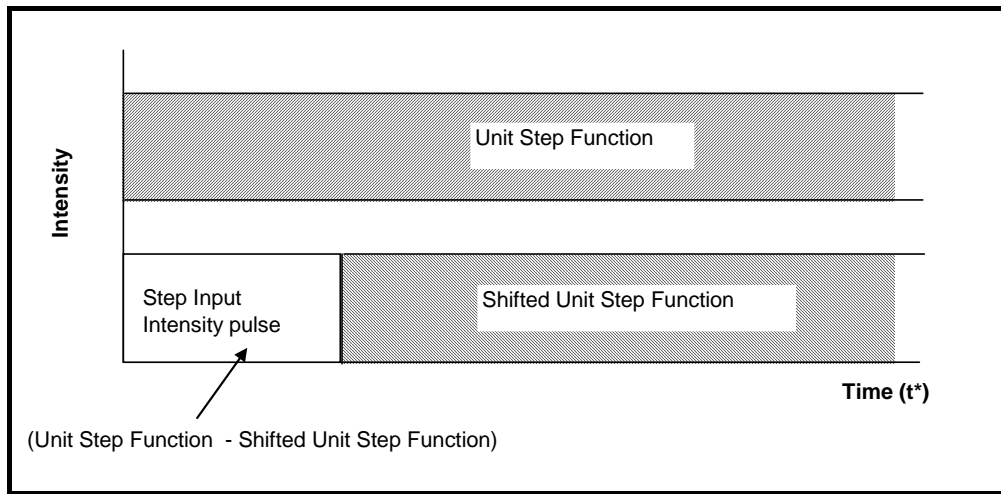 Unit Step Function
Intensity
Step Input
Intensity pulse
Shifted Unit Step Function
Time (t*)
(Unit Step Function - Shifted Unit Step Function)